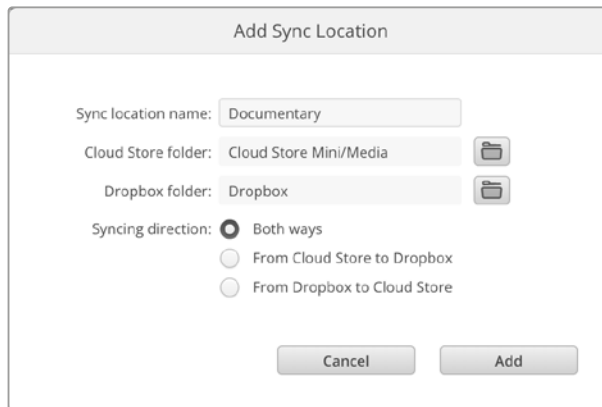 Add Sync Location
Sync location name: Documentary
Cloud Store folder: Cloud Store Mini/Media
Dropbox folder: Dropbox
Syncing direction: Both ways
From Cloud Store to Dropbox
From Dropbox to Cloud Store
Cancel Add